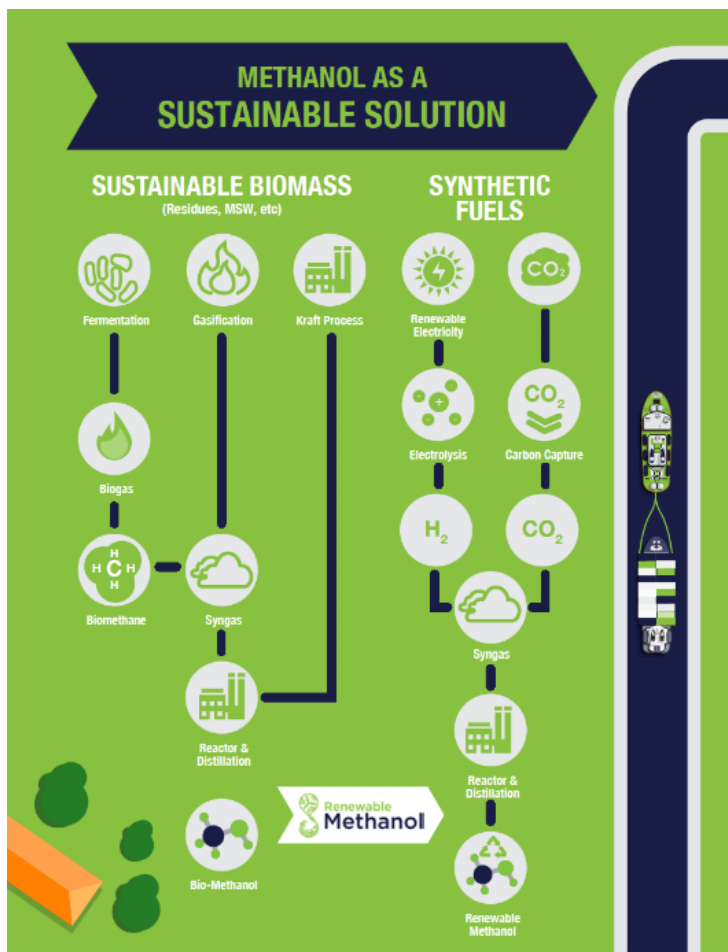 METHANOL AS A
SUSTAINABLE SOLUTION
SUSTAINABLE BIOMASS
(Residues, MSW, etc)
Fermentation
Gasification
Kraft Process
Biogas
H
H C H
H
Biomethane
Syngas
Reactor &
Distillation
Bio-Methanol
SYNTHETIC
FUELS
Renewable
Electricity
CO₂
Electrolysis
CO₂
Carbon Capture
H₂
CO₂
Syngas
Reactor &
Distillation
Renewable
Methanol
Renewable
Methanol